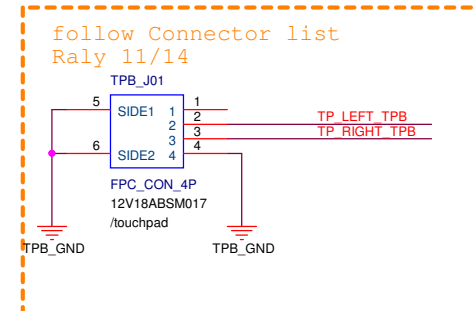 follow Connector list
Raly 11/14
TPB_J01
5
SIDE1
1
1
2
2
TP_LEFT_TPB
3
3
TP_RIGHT_TPB
6
SIDE2
4
4
FPC_CON_4P
12V18ABSM017
/touchpad
TPB_GND
TPB_GND